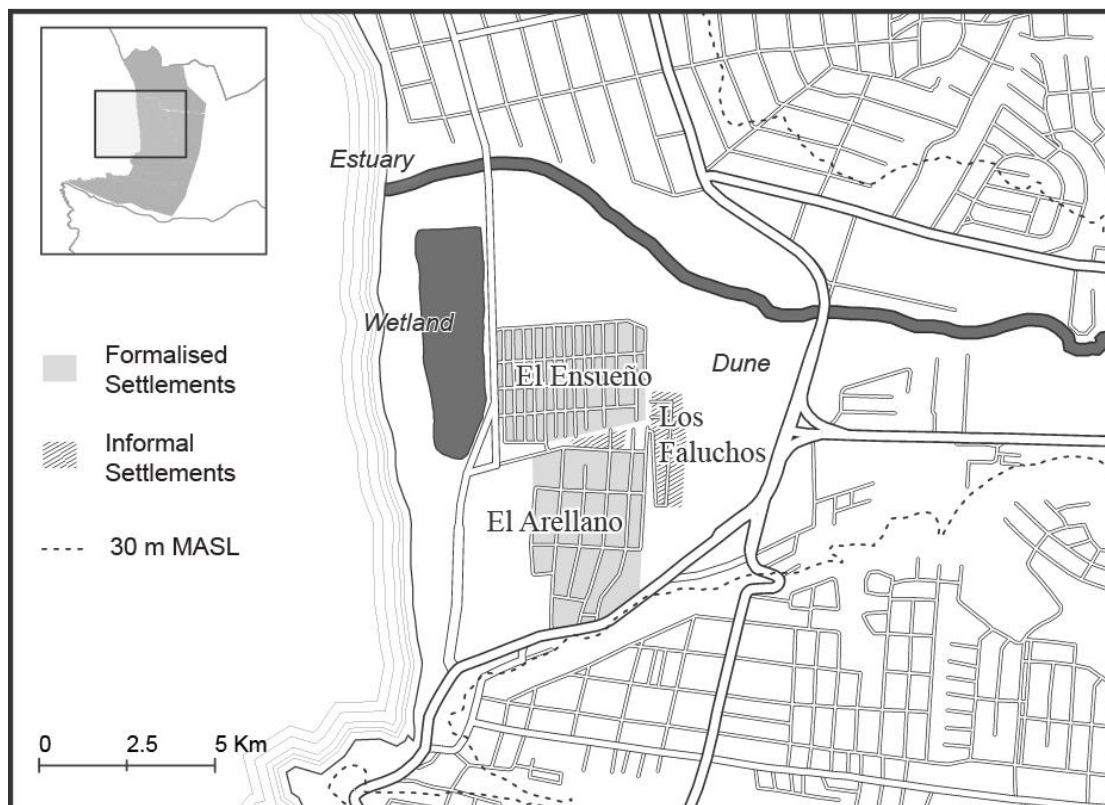 Estuary
Wetland
Formalised
Settlements
El Ensueño
Dune
Los
Faluchos
Informal
Settlements
El Arellano
30 m MASL
0 2.5 5 Km